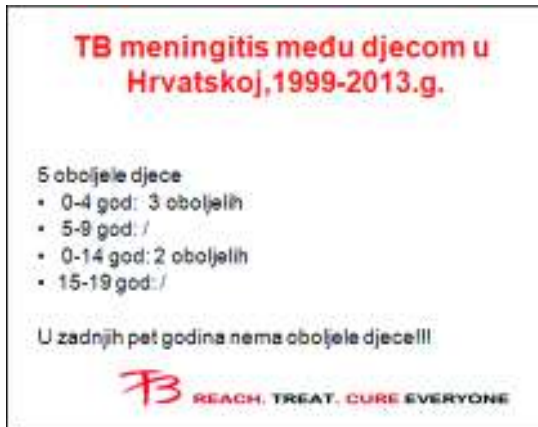 TB meningitis među djecom u
Hrvatskoj,1999-2013.g.
5 oboljele djece
• 0-4 god: 3 oboljelih
• 5-9 god: /
• 0-14 god: 2 oboljelih
• 15-19 god: /
U zadnjih pet godina nema oboljele djece!!!
TB REACH. TREAT. CURE EVERYONE